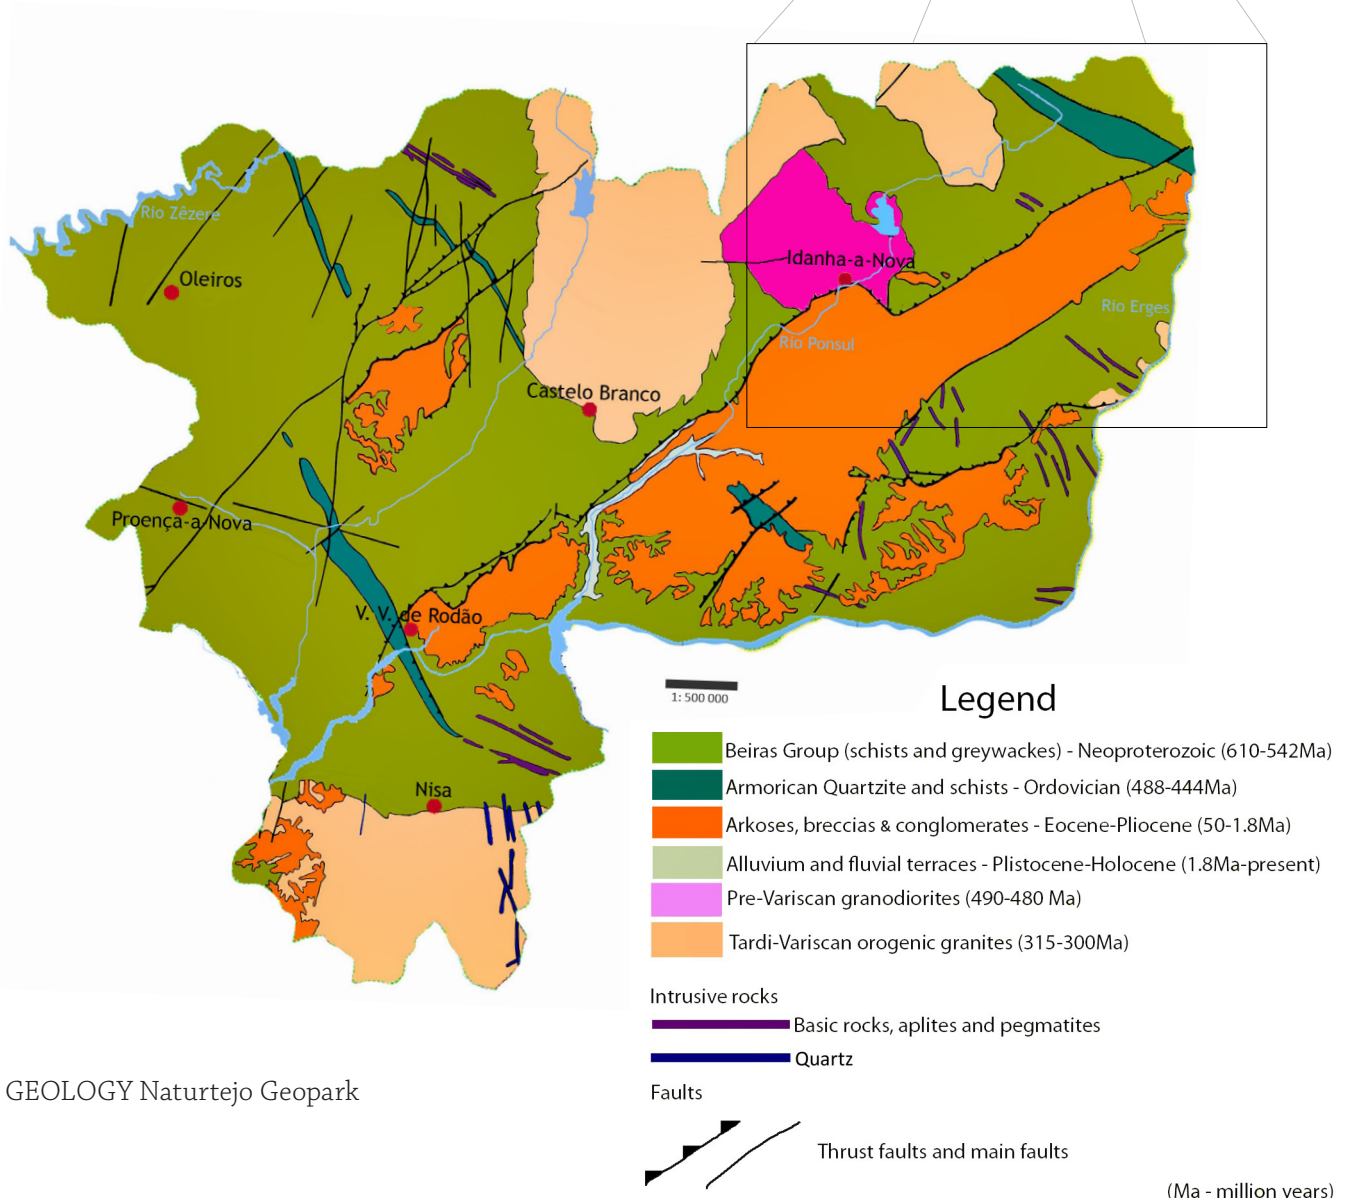 Rio Zêzere
Oleiros
Idanha-a-Nova
Rio Erges
Rio Ponsul
Castelo Branco
Proença-a-Nova
V. V. de Rodão
Nisa
1: 500 000
Legend
Beiras Group (schists and greywackes) - Neoproterozoic (610-542Ma)
Armorican Quartzite and schists - Ordovician (488-444Ma)
Arkoses, breccias & conglomerates - Eocene-Pliocene (50-1.8Ma)
Alluvium and fluvial terraces - Plistocene-Holocene (1.8Ma-present)
Pre-Variscan granodiorites (490-480 Ma)
Tardi-Variscan orogenic granites (315-300Ma)
Intrusive rocks
Basic rocks, aplites and pegmatites
Quartz
Faults
Thrust faults and main faults
(Ma - million years)
GEOLOGY Naturtejo Geopark